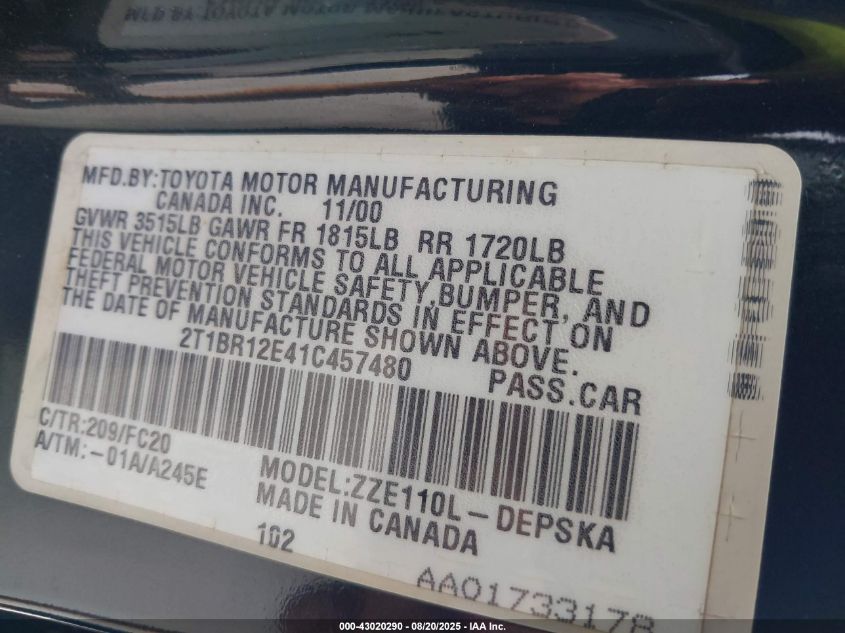 MFD.BY:TOYOTA MOTOR MANUFACTURING
CANADA INC. 11/00
GVWR 3515LB GAWR FR 1815LB RR 1720LB
THIS VEHICLE CONFORMS TO ALL APPLICABLE
FEDERAL MOTOR VEHICLE SAFETY,BUMPER, AND
THEFT PREVENTION STANDARDS IN EFFECT ON
THE DATE OF MANUFACTURE SHOWN ABOVE.
2T1BR12E41C457480 PASS.CAR
C/TR:209/FC20
A/TM:-01A/A245E
MODEL:ZZE110L-DEPSKA
MADE IN CANADA
102
AA01733178
000-43020290 - 08/20/2025 - IAA Inc.